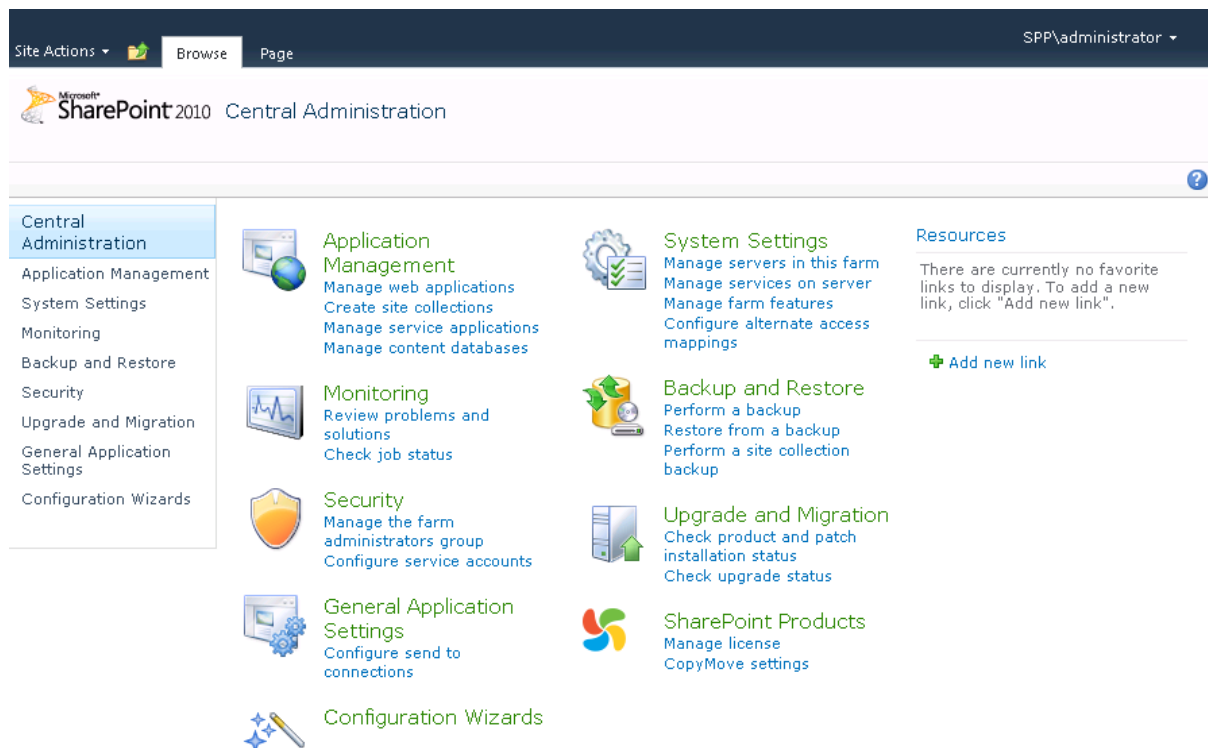 Site Actions
Browse
Page
SPP\administrator
Microsoft®
SharePoint® 2010
Central Administration
Central
Administration
Application Management
System Settings
Monitoring
Backup and Restore
Security
Upgrade and Migration
General Application
Settings
Configuration Wizards
Application
Management
Manage web applications
Create site collections
Manage service applications
Manage content databases
Monitoring
Review problems and
solutions
Check job status
Security
Manage the farm
administrators group
Configure service accounts
General Application
Settings
Configure send to
connections
Configuration Wizards
System Settings
Manage servers in this farm
Manage services on server
Manage farm features
Configure alternate access
mappings
Backup and Restore
Perform a backup
Restore from a backup
Perform a site collection
backup
Upgrade and Migration
Check product and patch
installation status
Check upgrade status
SharePoint Products
Manage license
CopyMove settings
Resources
There are currently no favorite
links to display. To add a new
link, click "Add new link".
Add new link